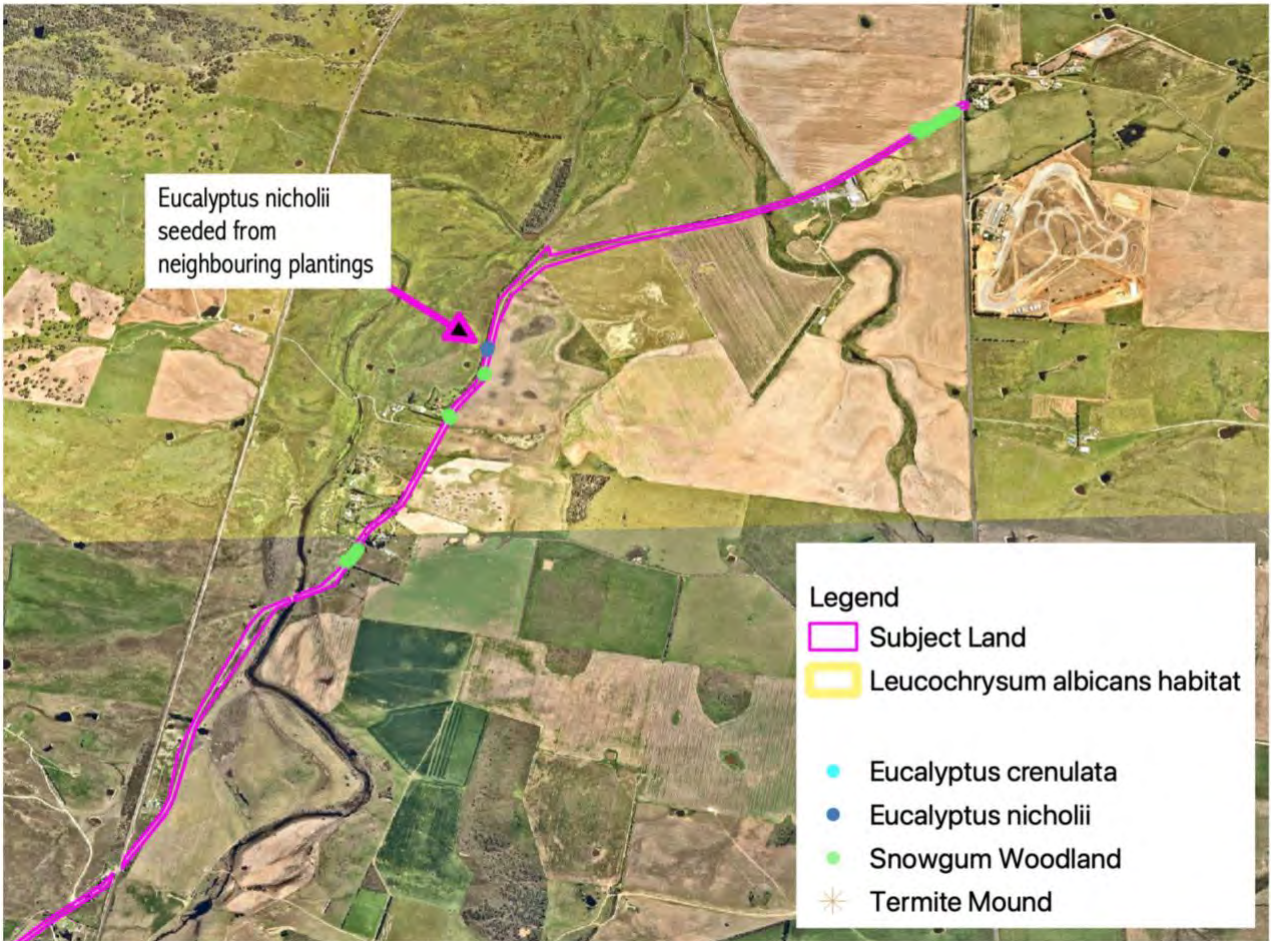 Eucalyptus nicholii
seeded from
neighbouring plantings
Legend
Subject Land
Leucochrysum albicans habitat
Eucalyptus crenulata
Eucalyptus nicholii
Snowgum Woodland
Termite Mound